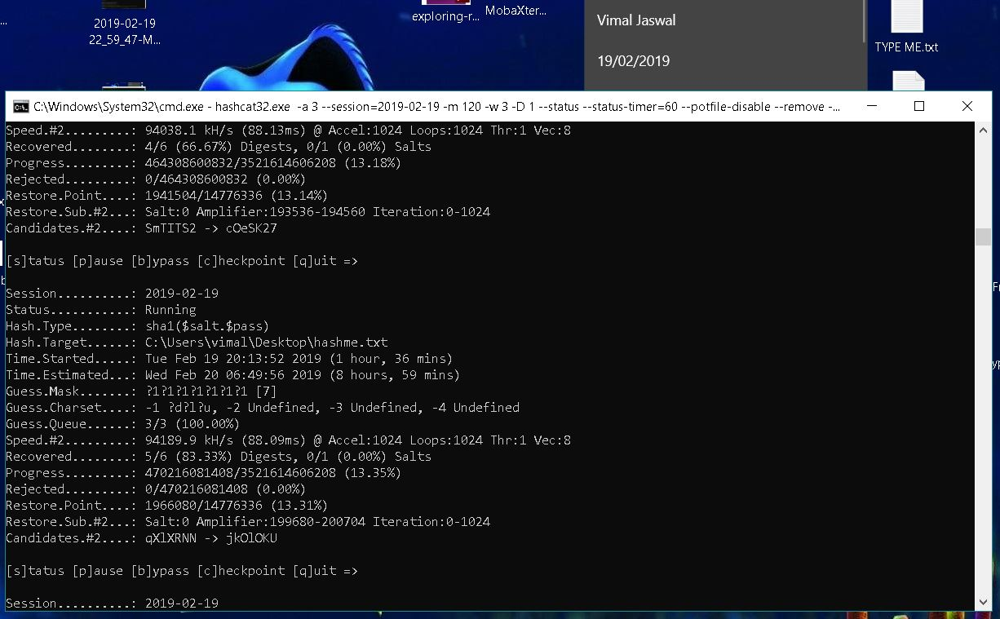 exploring-r...
MobaXter...
2019-02-19
22_59_47-M...
Vimal Jaswal
19/02/2019
TYPE ME.txt
C:\Windows\System32\cmd.exe - hashcat32.exe -a 3 --session=2019-02-19 -m 120 -w 3 -D 1 --status --status-timer=60 --potfile-disable --remove -...
Speed.#2.........: 94038.1 kH/s (88.13ms) @ Accel:1024 Loops:1024 Thr:1 Vec:8
Recovered........: 4/6 (66.67%) Digests, 0/1 (0.00%) Salts
Progress.........: 464308600832/3521614606208 (13.18%)
Rejected.........: 0/464308600832 (0.00%)
Restore.Point....: 1941504/14776336 (13.14%)
Restore.Sub.#2...: Salt:0 Amplifier:193536-194560 Iteration:0-1024
Candidates.#2....: SmTITS2 -> cOeSK27
[s]tatus [p]ause [b]ypass [c]heckpoint [q]uit =>
Session..........: 2019-02-19
Status...........: Running
Hash.Type........: sha1($salt.$pass)
Hash.Target......: C:\Users\vimal\Desktop\hashme.txt
Time.Started.....: Tue Feb 19 20:13:52 2019 (1 hour, 36 mins)
Time.Estimated...: Wed Feb 20 06:49:56 2019 (8 hours, 59 mins)
Guess.Mask.......: ?1?1?1?1?1?1?1 [7]
Guess.Charset....: -1 ?d?l?u, -2 Undefined, -3 Undefined, -4 Undefined
Guess.Queue......: 3/3 (100.00%)
Speed.#2.........: 94189.9 kH/s (88.09ms) @ Accel:1024 Loops:1024 Thr:1 Vec:8
Recovered........: 5/6 (83.33%) Digests, 0/1 (0.00%) Salts
Progress.........: 470216081408/3521614606208 (13.35%)
Rejected.........: 0/470216081408 (0.00%)
Restore.Point....: 1966080/14776336 (13.31%)
Restore.Sub.#2...: Salt:0 Amplifier:199680-200704 Iteration:0-1024
Candidates.#2....: qXlXRNN -> jkOlOKU
[s]tatus [p]ause [b]ypass [c]heckpoint [q]uit =>
Session..........: 2019-02-19